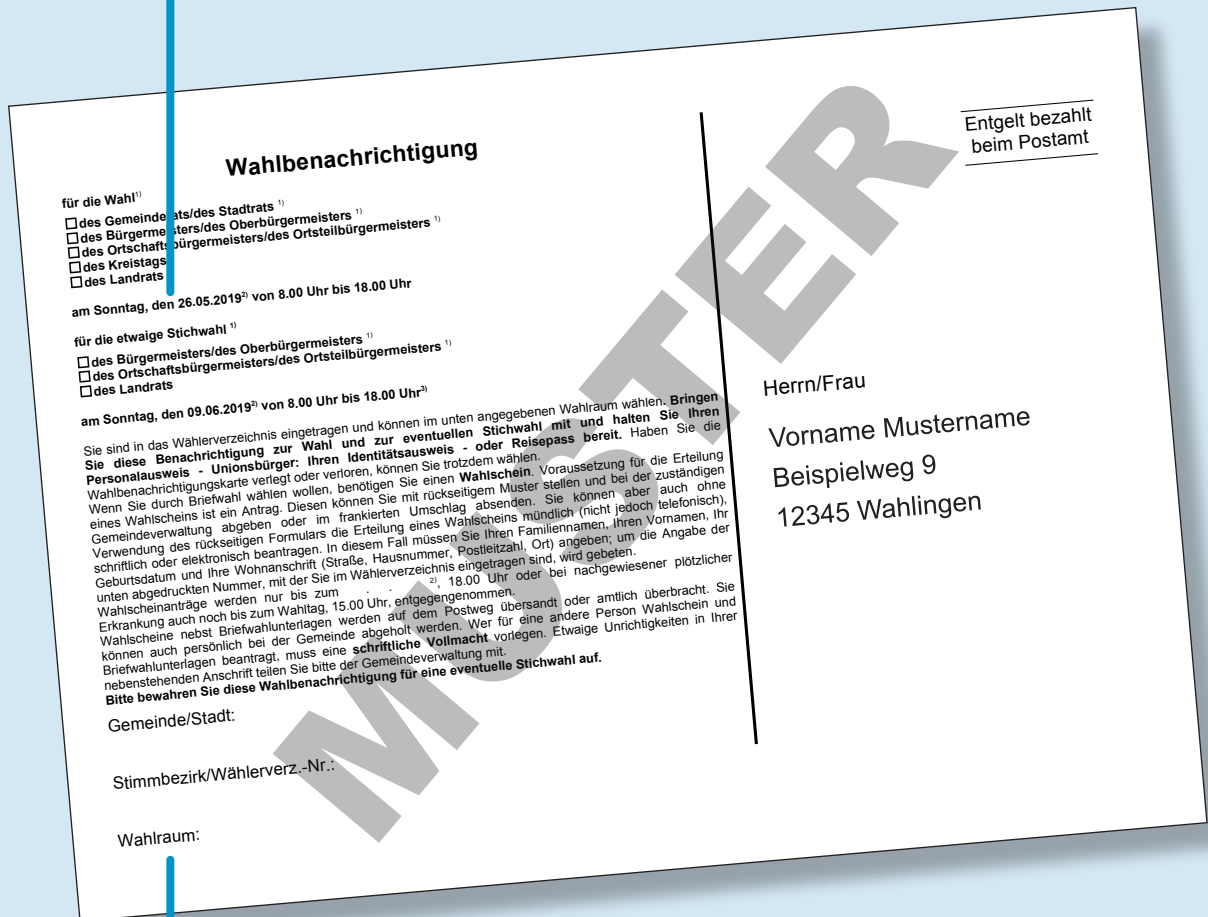 Wahlbenachrichtigung
für die Wahl1)
des Gemeinderats/des Stadtrats 1)
des Bürgermeisters/des Oberbürgermeisters 1)
des Ortschaftsbürgermeisters/des Ortsteilbürgermeisters 1)
des Kreistags
des Landrats
am Sonntag, den 26.05.20192) von 8.00 Uhr bis 18.00 Uhr
für die etwaige Stichwahl 1)
des Bürgermeisters/des Oberbürgermeisters 1)
des Ortschaftsbürgermeisters/des Ortsteilbürgermeisters 1)
des Landrats
am Sonntag, den 09.06.20192) von 8.00 Uhr bis 18.00 Uhr3)
Sie sind in das Wählerverzeichnis eingetragen und können im unten angegebenen Wahlraum wählen. Bringen
Sie diese Benachrichtigung zur Wahl und zur eventuellen Stichwahl mit und halten Sie Ihren
Personalausweis - Unionsbürger: Ihren Identitätsausweis - oder Reisepass bereit. Haben Sie die
Wahlbenachrichtigungskarte verlegt oder verloren, können Sie trotzdem wählen.
Wenn Sie durch Briefwahl wählen wollen, benötigen Sie einen Wahlschein. Voraussetzung für die Erteilung
eines Wahlscheins ist ein Antrag. Diesen können Sie mit rückseitigem Muster stellen und bei der zuständigen
Gemeindeverwaltung abgeben oder im frankierten Umschlag absenden. Sie können aber auch ohne
Verwendung des rückseitigen Formulars die Erteilung eines Wahlscheins mündlich (nicht jedoch telefonisch),
schriftlich oder elektronisch beantragen. In diesem Fall müssen Sie Ihren Familiennamen, Ihren Vornamen, Ihr
Geburtsdatum und Ihre Wohnanschrift (Straße, Hausnummer, Postleitzahl, Ort) angeben; um die Angabe der
unten abgedruckten Nummer, mit der Sie im Wählerverzeichnis eingetragen sind, wird gebeten.
Wahlscheinanträge werden nur bis zum . . 2), 18.00 Uhr oder bei nachgewiesener plötzlicher
Erkrankung auch noch bis zum Wahltag, 15.00 Uhr, entgegengenommen.
Wahlscheine nebst Briefwahlunterlagen werden auf dem Postweg übersandt oder amtlich überbracht. Sie
können auch persönlich bei der Gemeinde abgeholt werden. Wer für eine andere Person Wahlschein und
Briefwahlunterlagen beantragt, muss eine schriftliche Vollmacht vorlegen. Etwaige Unrichtigkeiten in Ihrer
nebenstehenden Anschrift teilen Sie bitte der Gemeindeverwaltung mit.
Bitte bewahren Sie diese Wahlbenachrichtigung für eine eventuelle Stichwahl auf.
Gemeinde/Stadt:
Stimmbezirk/Wählerverz.-Nr.:
Wahlraum:
MUSTER
Entgelt bezahlt
beim Postamt
Herrn/Frau
Vorname Mustername
Beispielweg 9
12345 Wahlingen